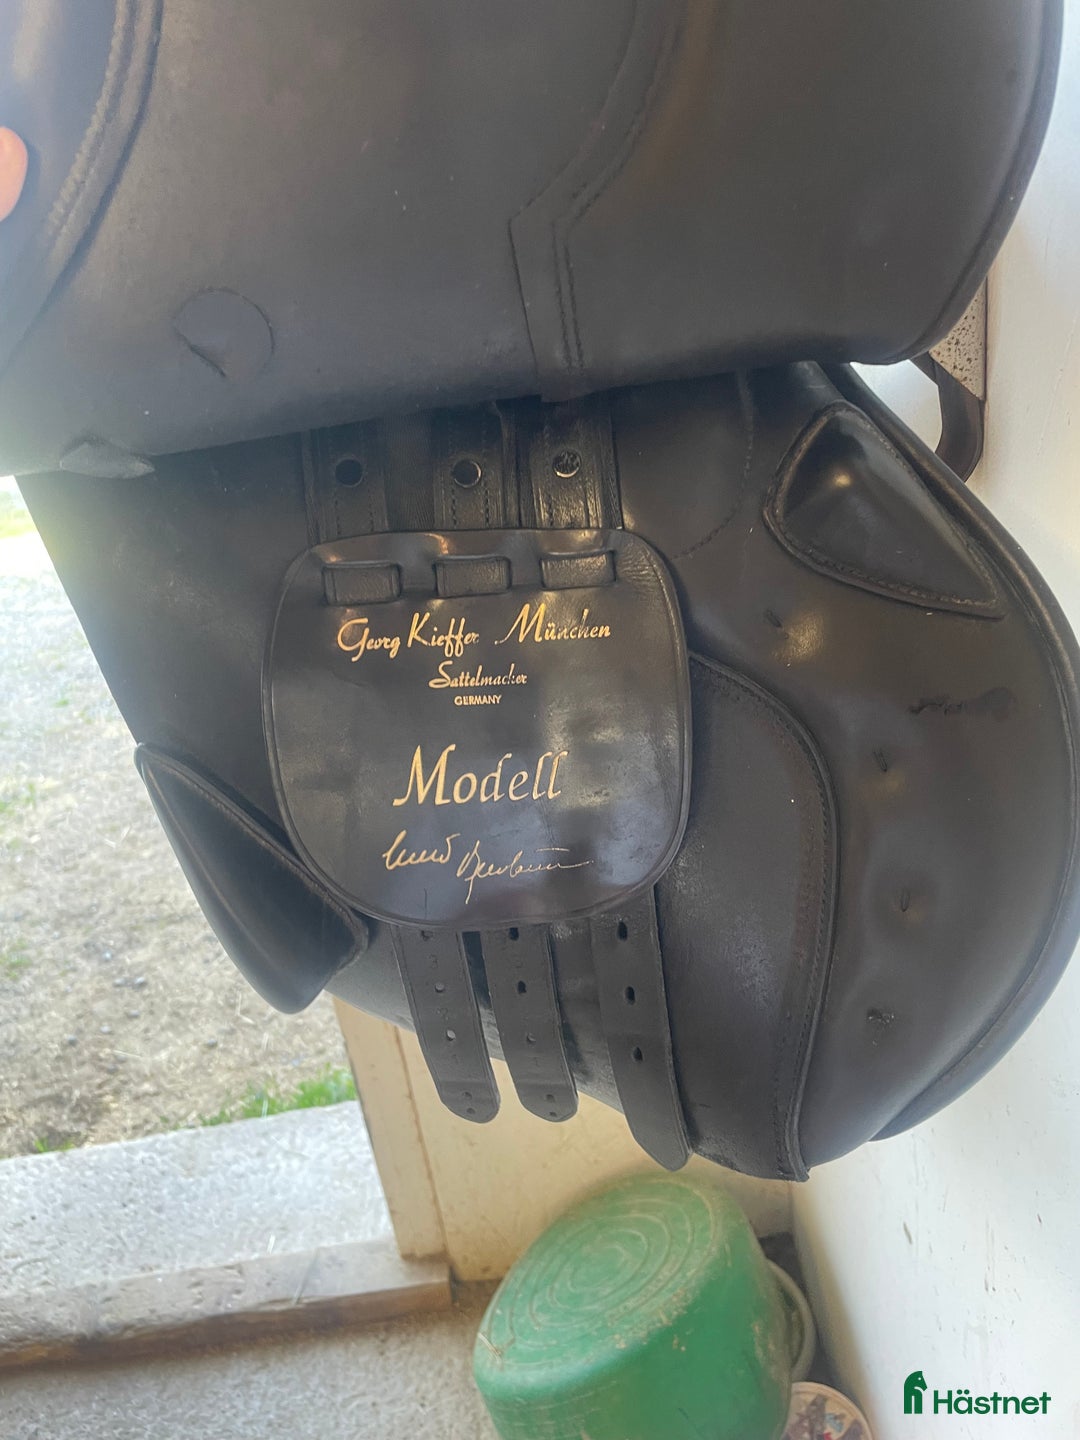 Georg Kieffer München
Sattelmacher
GERMANY
Modell
Hästnet